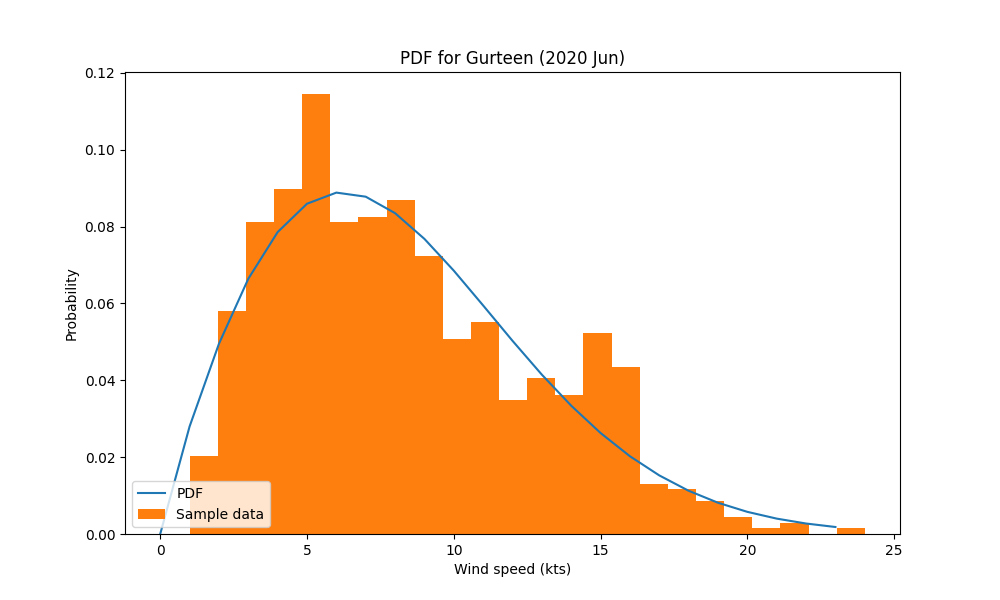 PDF for Gurteen (2020 Jun)
0.12
0.10
0.08
0.06
0.04
0.02
0.00
Probability
PDF
Sample data
0 5 10 15 20 25
Wind speed (kts)